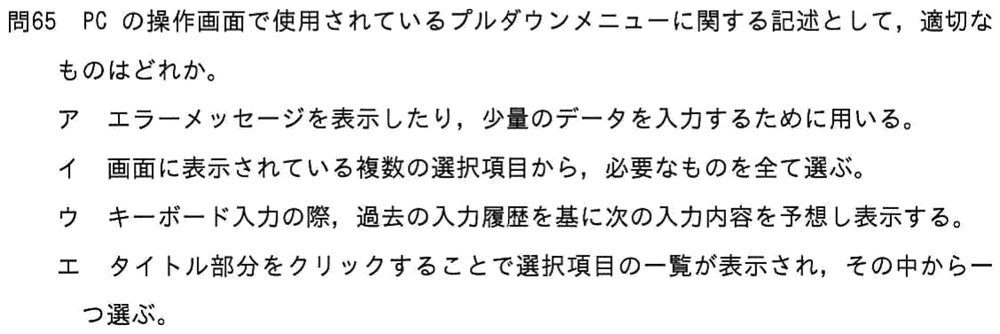 問65 PC の操作画面で使用されているプルダウンメニューに関する記述として，適切な
ものはどれか。
ア エラーメッセージを表示したり，少量のデータを入力するために用いる。
イ 画面に表示されている複数の選択項目から，必要なものを全て選ぶ。
ウ キーボード入力の際，過去の入力履歴を基に次の入力内容を予想し表示する。
エ タイトル部分をクリックすることで選択項目の一覧が表示され，その中から一
つ選ぶ。